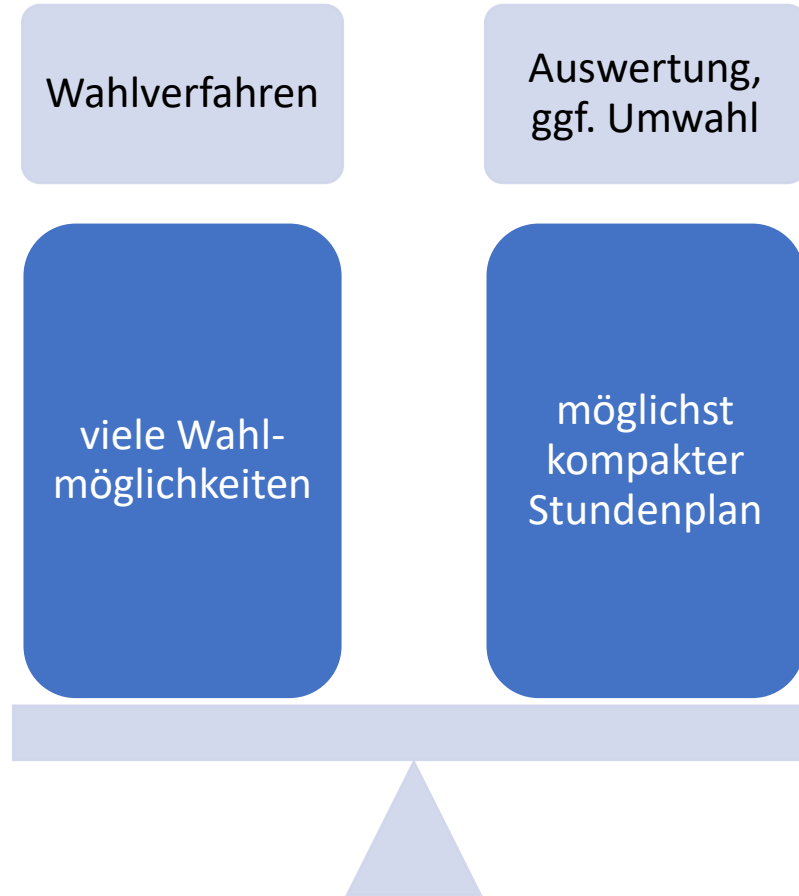 Wahlverfahren
Auswertung,
ggf. Umwahl
viele Wahl-
möglichkeiten
möglichst
kompakter
Stundenplan